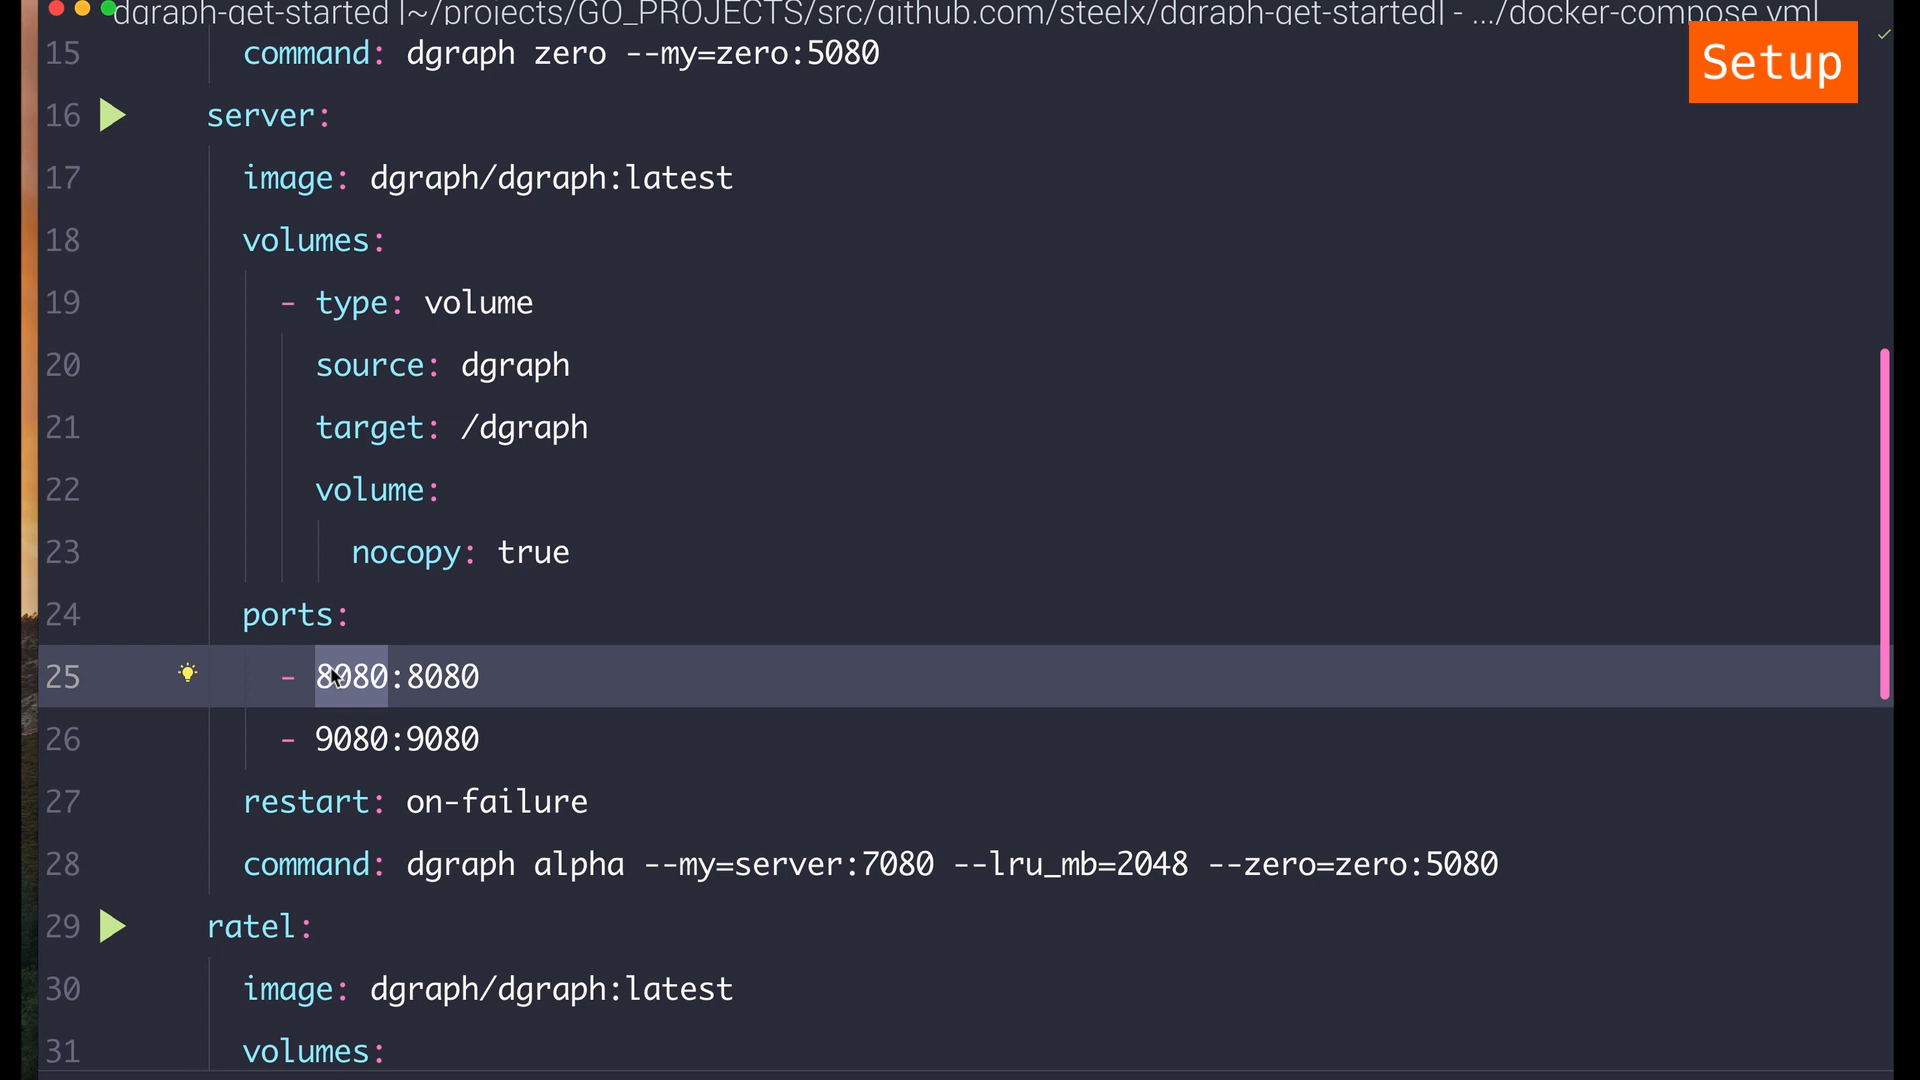 dgraph-get-started [~/projects/GO_PROJECTS/src/github.com/steelx/dgraph-get-started] - .../docker-compose.yml
Setup
15 command: dgraph zero --my=zero:5080
16 server:
17 image: dgraph/dgraph:latest
18 volumes:
19 - type: volume
20 source: dgraph
21 target: /dgraph
22 volume:
23 nocopy: true
24 ports:
25 - 8080:8080
26 - 9080:9080
27 restart: on-failure
28 command: dgraph alpha --my=server:7080 --lru_mb=2048 --zero=zero:5080
29 ratel:
30 image: dgraph/dgraph:latest
31 volumes: